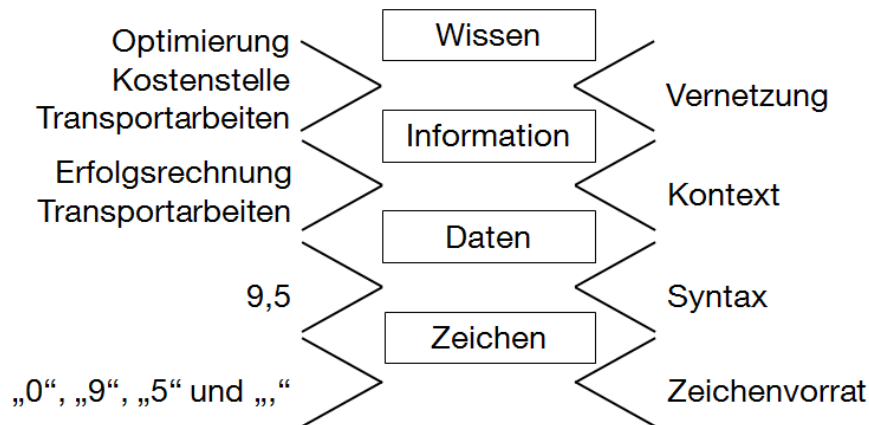 Optimierung
Kostenstelle
Transportarbeiten
Wissen
Vernetzung
Information
Erfolgsrechnung
Transportarbeiten
Kontext
Daten
9,5
Syntax
Zeichen
„0“, „9“, „5“ und „,“
Zeichenvorrat